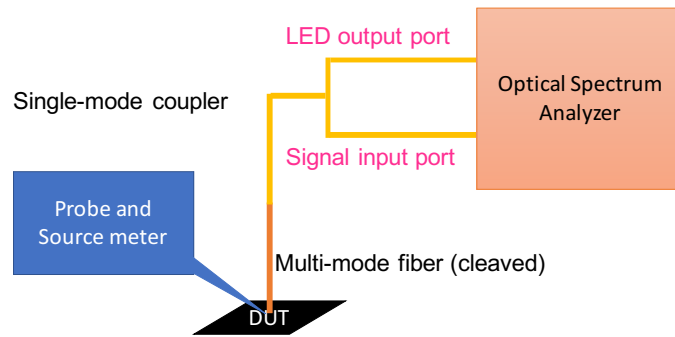 LED output port
Optical Spectrum
Analyzer
Single-mode coupler
Signal input port
Probe and
Source meter
Multi-mode fiber (cleaved)
DUT